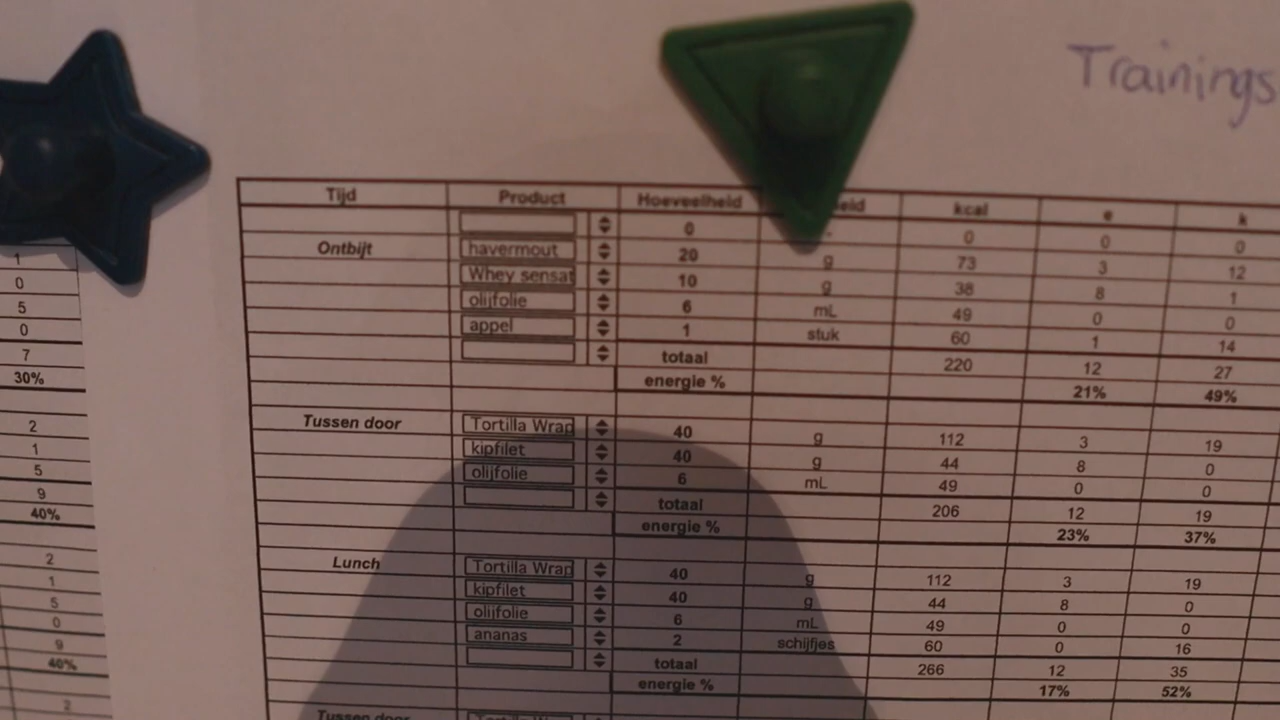 Trainings
Tijd Product Hoeveelheid eid kcal e k
0 0 0 0
Ontbijt havermout 20 g 73 3 12
Whey sensat 10 g 38 8 1
olijfolie 6 mL 49 0 0
appel 1 stuk 60 1 14
totaal 220 12 27
energie % 21% 49%
Tussen door Tortilla Wrap 40 g 112 3 19
kipfilet 40 g 44 8 0
olijfolie 6 mL 49 0 0
totaal 206 12 19
energie % 23% 37%
Lunch Tortilla Wrap 40 g 112 3 19
kipfilet 40 g 44 8 0
olijfolie 6 mL 49 0 0
ananas 2 schijfjes 60 0 16
totaal 266 12 35
energie % 17% 52%
Tussen door
1
0
5
0
7
30%
2
1
5
9
40%
2
1
5
0
9
40%
2